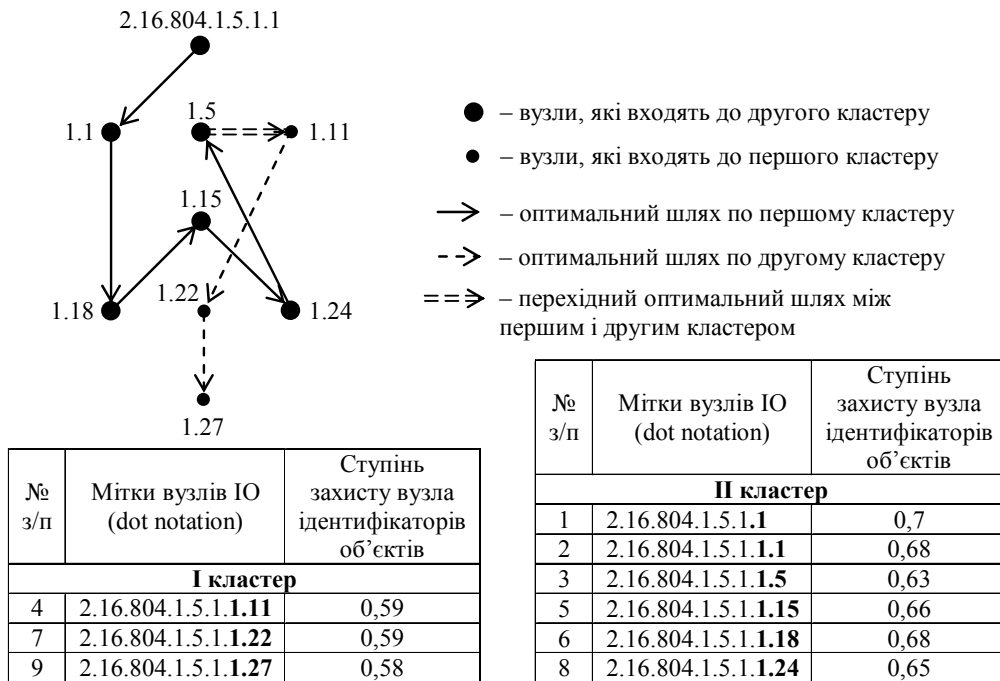 2.16.804.1.5.1.1
1.1
1.5
1.11
1.15
1.18
1.22
1.24
1.27
– вузли, які входять до другого кластеру
– вузли, які входять до першого кластеру
– оптимальний шлях по першому кластеру
– оптимальний шлях по другому кластеру
– перехідний оптимальний шлях між
першим і другим кластером
№
з/п
Мітки вузлів ІО
(dot notation)
Ступінь
захисту вузла
ідентифікаторів
об’єктів
І кластер
4 2.16.804.1.5.1.1.11 0,59
7 2.16.804.1.5.1.1.22 0,59
9 2.16.804.1.5.1.1.27 0,58
№
з/п
Мітки вузлів ІО
(dot notation)
Ступінь
захисту вузла
ідентифікаторів
об’єктів
ІІ кластер
1 2.16.804.1.5.1.1 0,7
2 2.16.804.1.5.1.1.1 0,68
3 2.16.804.1.5.1.1.5 0,63
5 2.16.804.1.5.1.1.15 0,66
6 2.16.804.1.5.1.1.18 0,68
8 2.16.804.1.5.1.1.24 0,65